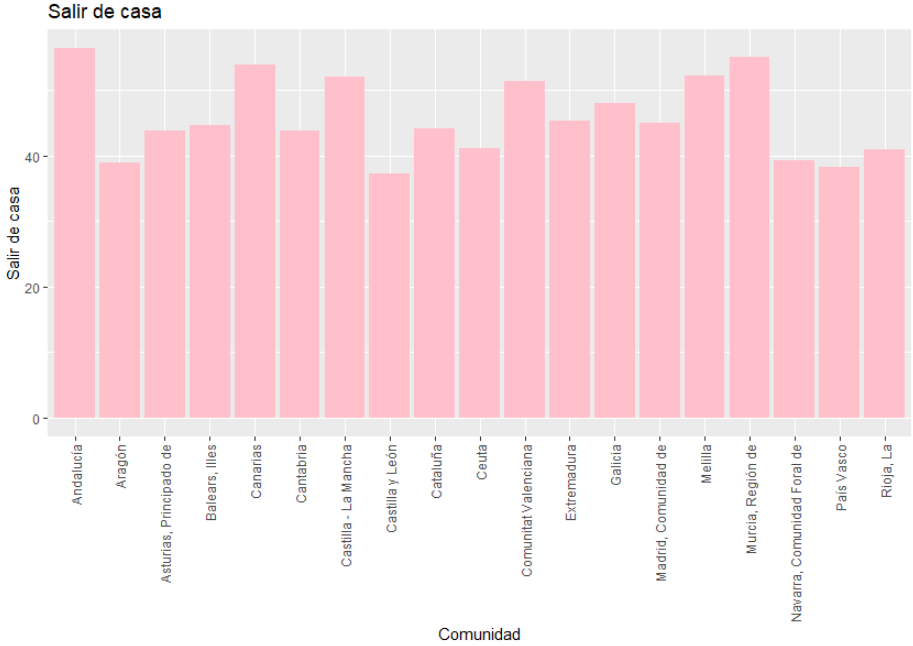 Salir de casa
Salir de casa
40
20
0
Andalucía
Aragón
Asturias, Principado de
Balears, Illes
Canarias
Cantabria
Castilla - La Mancha
Castilla y León
Cataluña
Ceuta
Comunitat Valenciana
Extremadura
Galicia
Madrid, Comunidad de
Melilla
Murcia, Región de
Navarra, Comunidad Foral de
País Vasco
Rioja, La
Comunidad